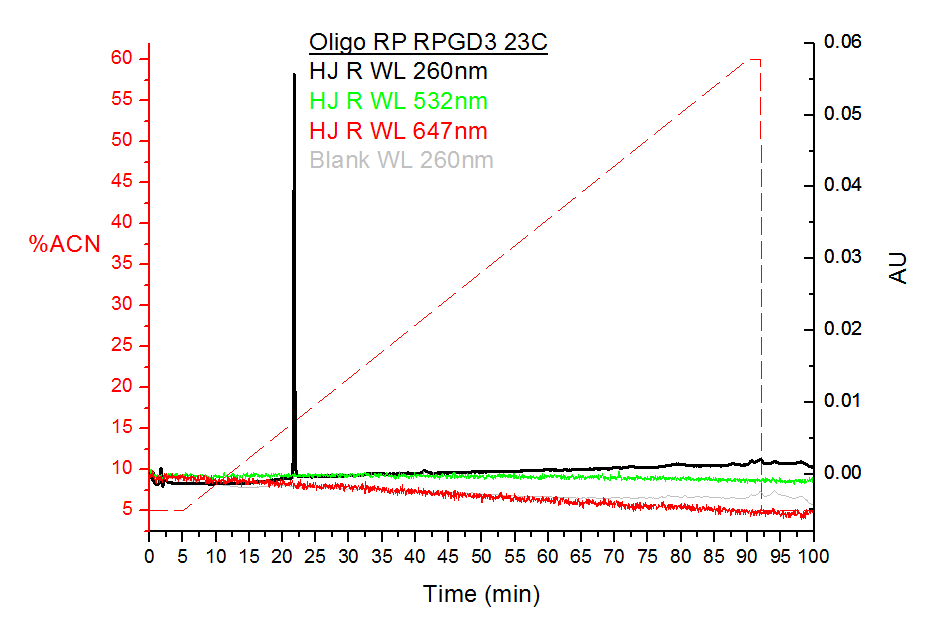 Oligo RP RPGD3 23C
HJ R WL 260nm
HJ R WL 532nm
HJ R WL 647nm
Blank WL 260nm
%ACN
60
55
50
45
40
35
30
25
20
15
10
5
0.06
0.05
0.04
0.03
0.02
0.01
0.00
AU
0 5 10 15 20 25 30 35 40 45 50 55 60 65 70 75 80 85 90 95 100
Time (min)